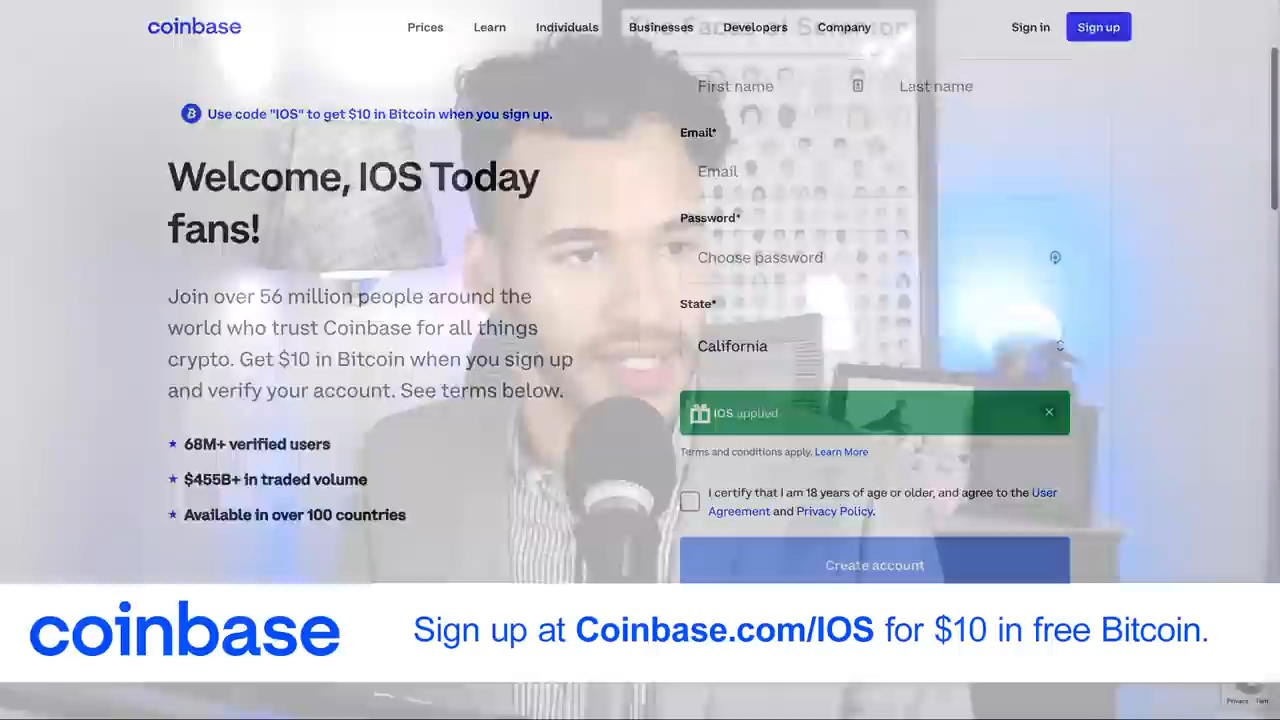 coinbase
Prices
Learn
Individuals
Businesses
Developers
Company
Sign in
Sign up
Use code "IOS" to get $10 in Bitcoin when you sign up.
Welcome, IOS Today
fans!
Join over 56 million people around the
world who trust Coinbase for all things
crypto. Get $10 in Bitcoin when you sign up
and verify your account. See terms below.
68M+ verified users
$455B+ in traded volume
Available in over 100 countries
First name
Last name
Email*
Email
Password*
Choose password
State*
California
IOS applied
Terms and conditions apply. Learn More
I certify that I am 18 years of age or older, and agree to the User
Agreement and Privacy Policy.
Create account
coinbase
Sign up at Coinbase.com/IOS for $10 in free Bitcoin.
Privacy